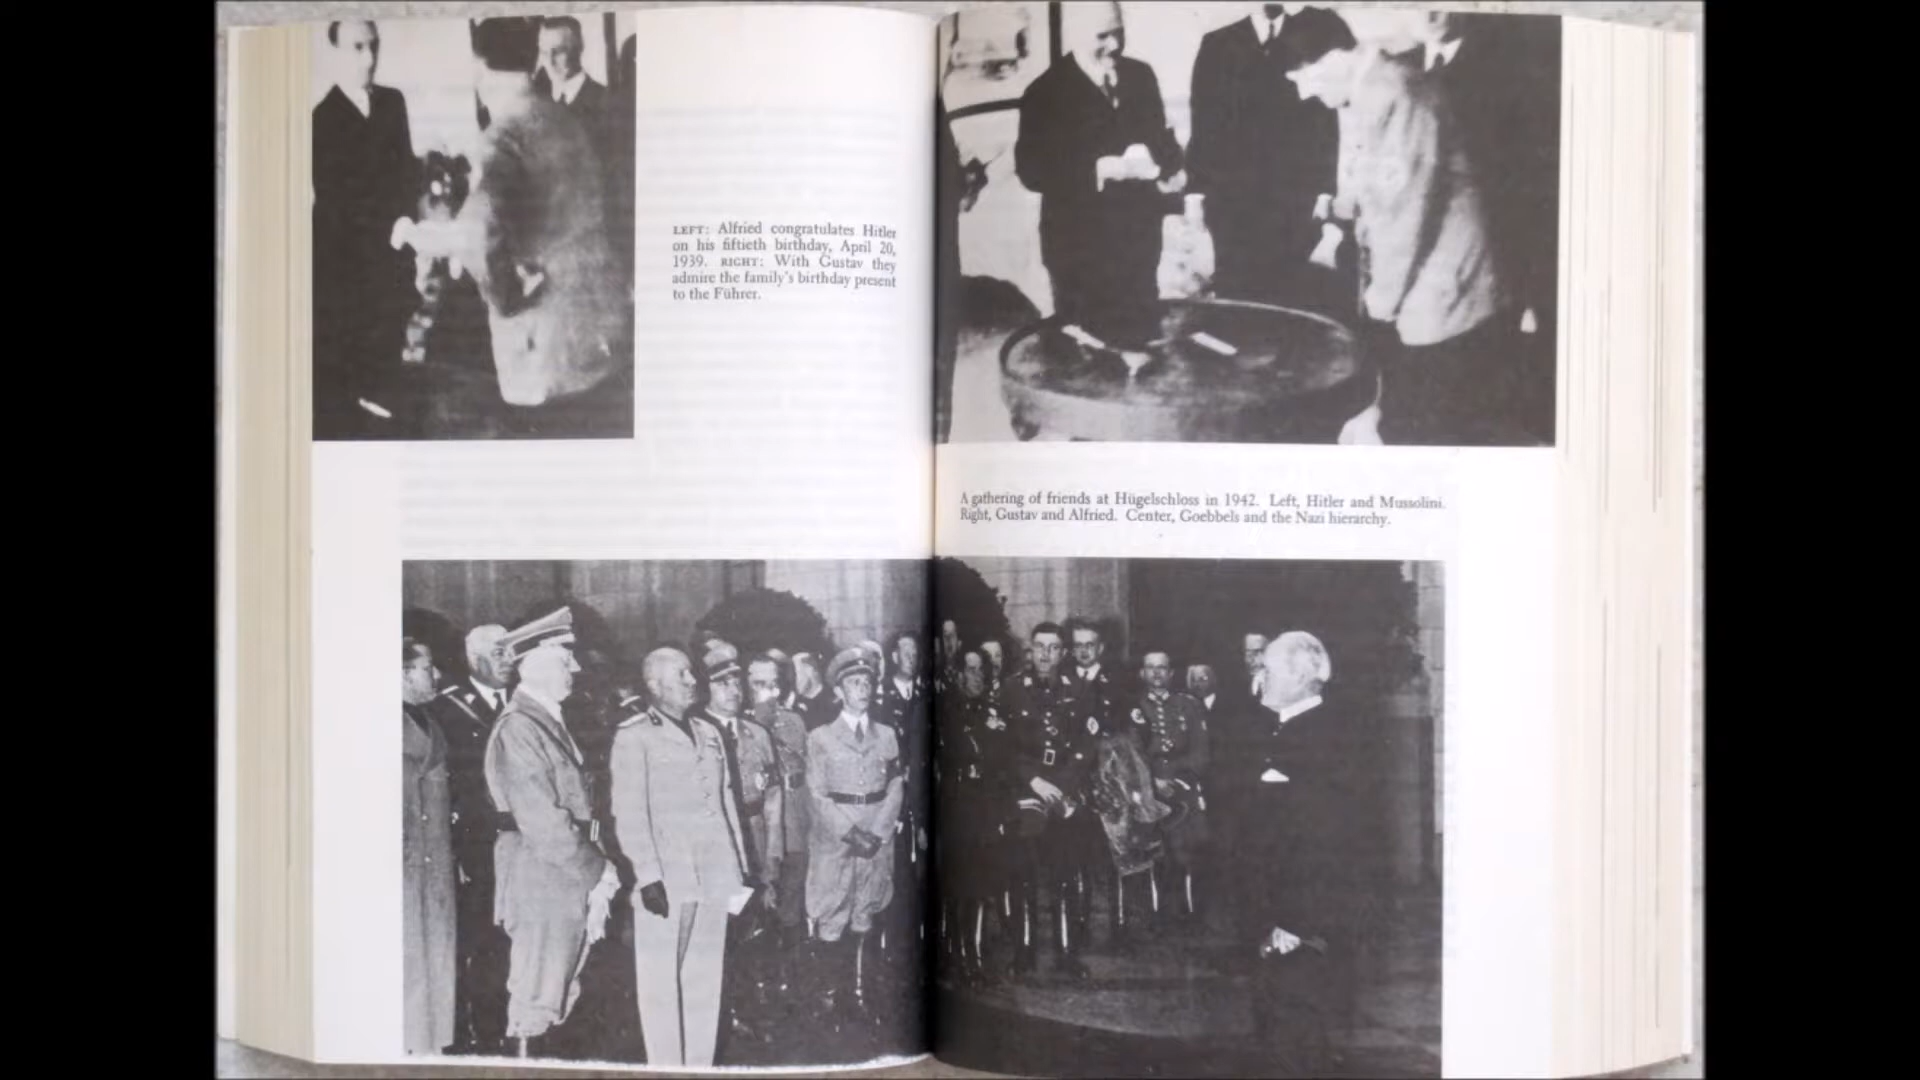 LEFT: Alfried congratulates Hitler
on his fiftieth birthday, April 20,
1939. RIGHT: With Gustav they
admire the family's birthday present
to the Führer.
A gathering of friends at Hügelschloss in 1942. Left, Hitler and Mussolini.
Right, Gustav and Alfried. Center, Goebbels and the Nazi hierarchy.